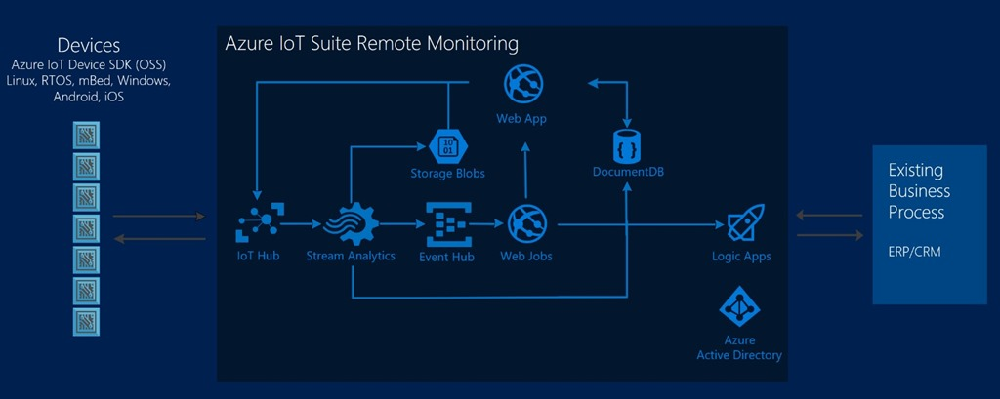 Devices
Azure IoT Device SDK (OSS)
Linux, RTOS, mBed, Windows,
Android, iOS
Azure IoT Suite Remote Monitoring
Web App
10
01
Storage Blobs
{ }
DocumentDB
IoT Hub
Stream Analytics
Event Hub
Web Jobs
Logic Apps
Azure
Active Directory
Existing
Business
Process
ERP/CRM